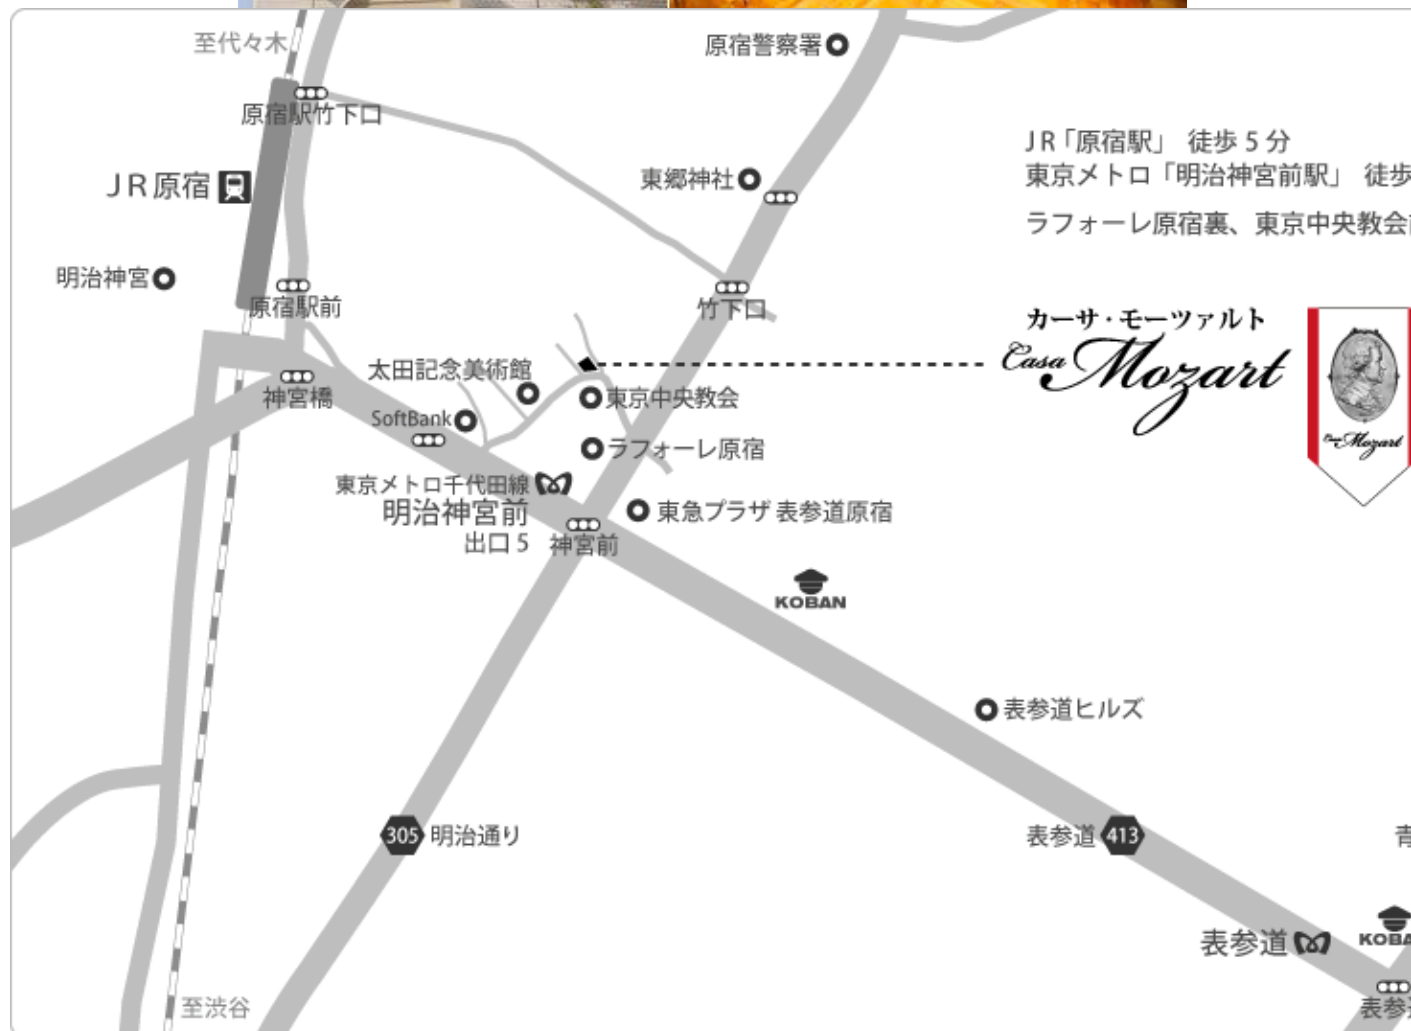 至代々木
原宿警察署
原宿駅竹下口
JR「原宿駅」 徒歩 5 分
東京メトロ「明治神宮前駅」 徒歩
東郷神社
JR原宿
ラフォーレ原宿裏、東京中央教会
明治神宮
原宿駅前
竹下口
カーサ・モーツァルト
Casa Mozart
太田記念美術館
神宮橋
東京中央教会
SoftBank
Casa Mozart
ラフォーレ原宿
東京メトロ千代田線
明治神宮前
出口 5
神宮前
東急プラザ 表参道原宿
KOBAN
表参道ヒルズ
305 明治通り
表参道 413
青
表参道
KOBA
表参
至渋谷